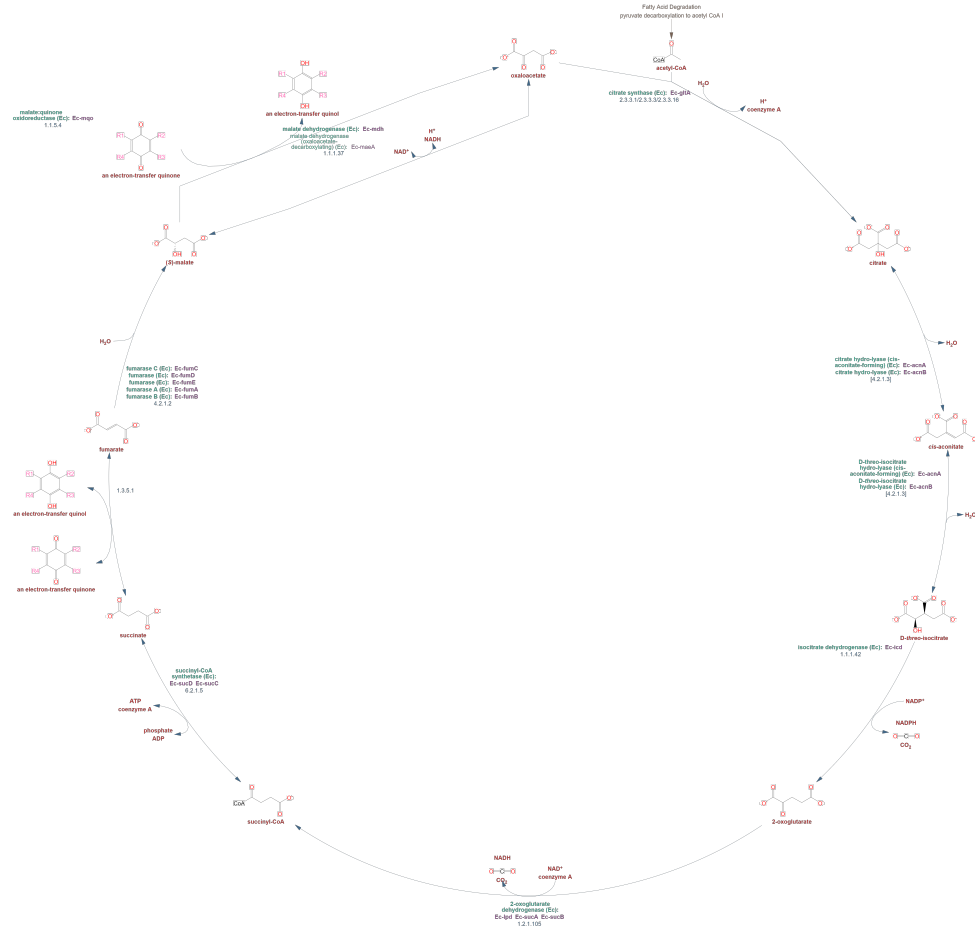 Fatty Acid Degradation
pyruvate decarboxylation to acetyl CoA I
acetyl-CoA
oxaloacetate
citrate synthase (Ec): Ec-gltA
2.3.3.1/2.3.3.3/2.3.3.16
H₂O
H⁺
coenzyme A
an electron-transfer quinol
malate:quinone
oxidoreductase (Ec): Ec-mqo
1.1.5.4
an electron-transfer quinone
malate dehydrogenase (Ec): Ec-mdh
malate dehydrogenase
(oxaloacetate-
decarboxylating) (Ec): Ec-maeA
1.1.1.37
H⁺
NADH
NAD⁺
(S)-malate
citrate
H₂O
H₂O
citrate hydro-lyase (cis-
aconitate-forming) (Ec): Ec-acnA
citrate hydro-lyase (Ec): Ec-acnB
[4.2.1.3]
fumarase C (Ec): Ec-fumC
fumarase (Ec): Ec-fumD
fumarase (Ec): Ec-fumE
fumarase A (Ec): Ec-fumA
fumarase B (Ec): Ec-fumB
4.2.1.2
fumarate
cis-aconitate
D-threo-isocitrate
hydro-lyase (cis-
aconitate-forming) (Ec): Ec-acnA
D-threo-isocitrate
hydro-lyase (Ec): Ec-acnB
[4.2.1.3]
H₂O
1.3.5.1
an electron-transfer quinol
an electron-transfer quinone
succinate
D-threo-isocitrate
isocitrate dehydrogenase (Ec): Ec-icd
1.1.1.42
succinyl-CoA
synthetase (Ec):
Ec-sucD Ec-sucC
6.2.1.5
ATP
coenzyme A
phosphate
ADP
NADP⁺
NADPH
CO₂
CoA
succinyl-CoA
2-oxoglutarate
NADH
CO₂
NAD⁺
coenzyme A
2-oxoglutarate
dehydrogenase (Ec):
Ec-lpd Ec-sucA Ec-sucB
1.2.1.105